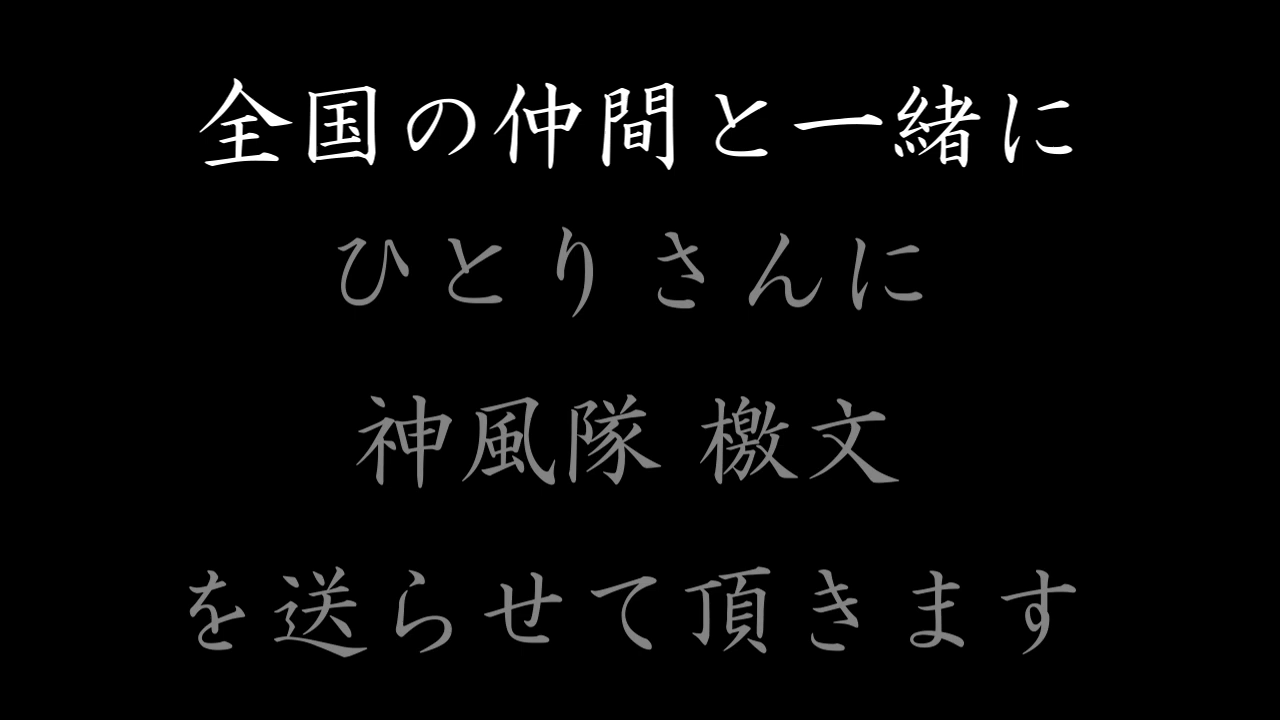 全国の仲間と一緒に
ひとりさんに
神風隊 檄文
を送らせて頂きます